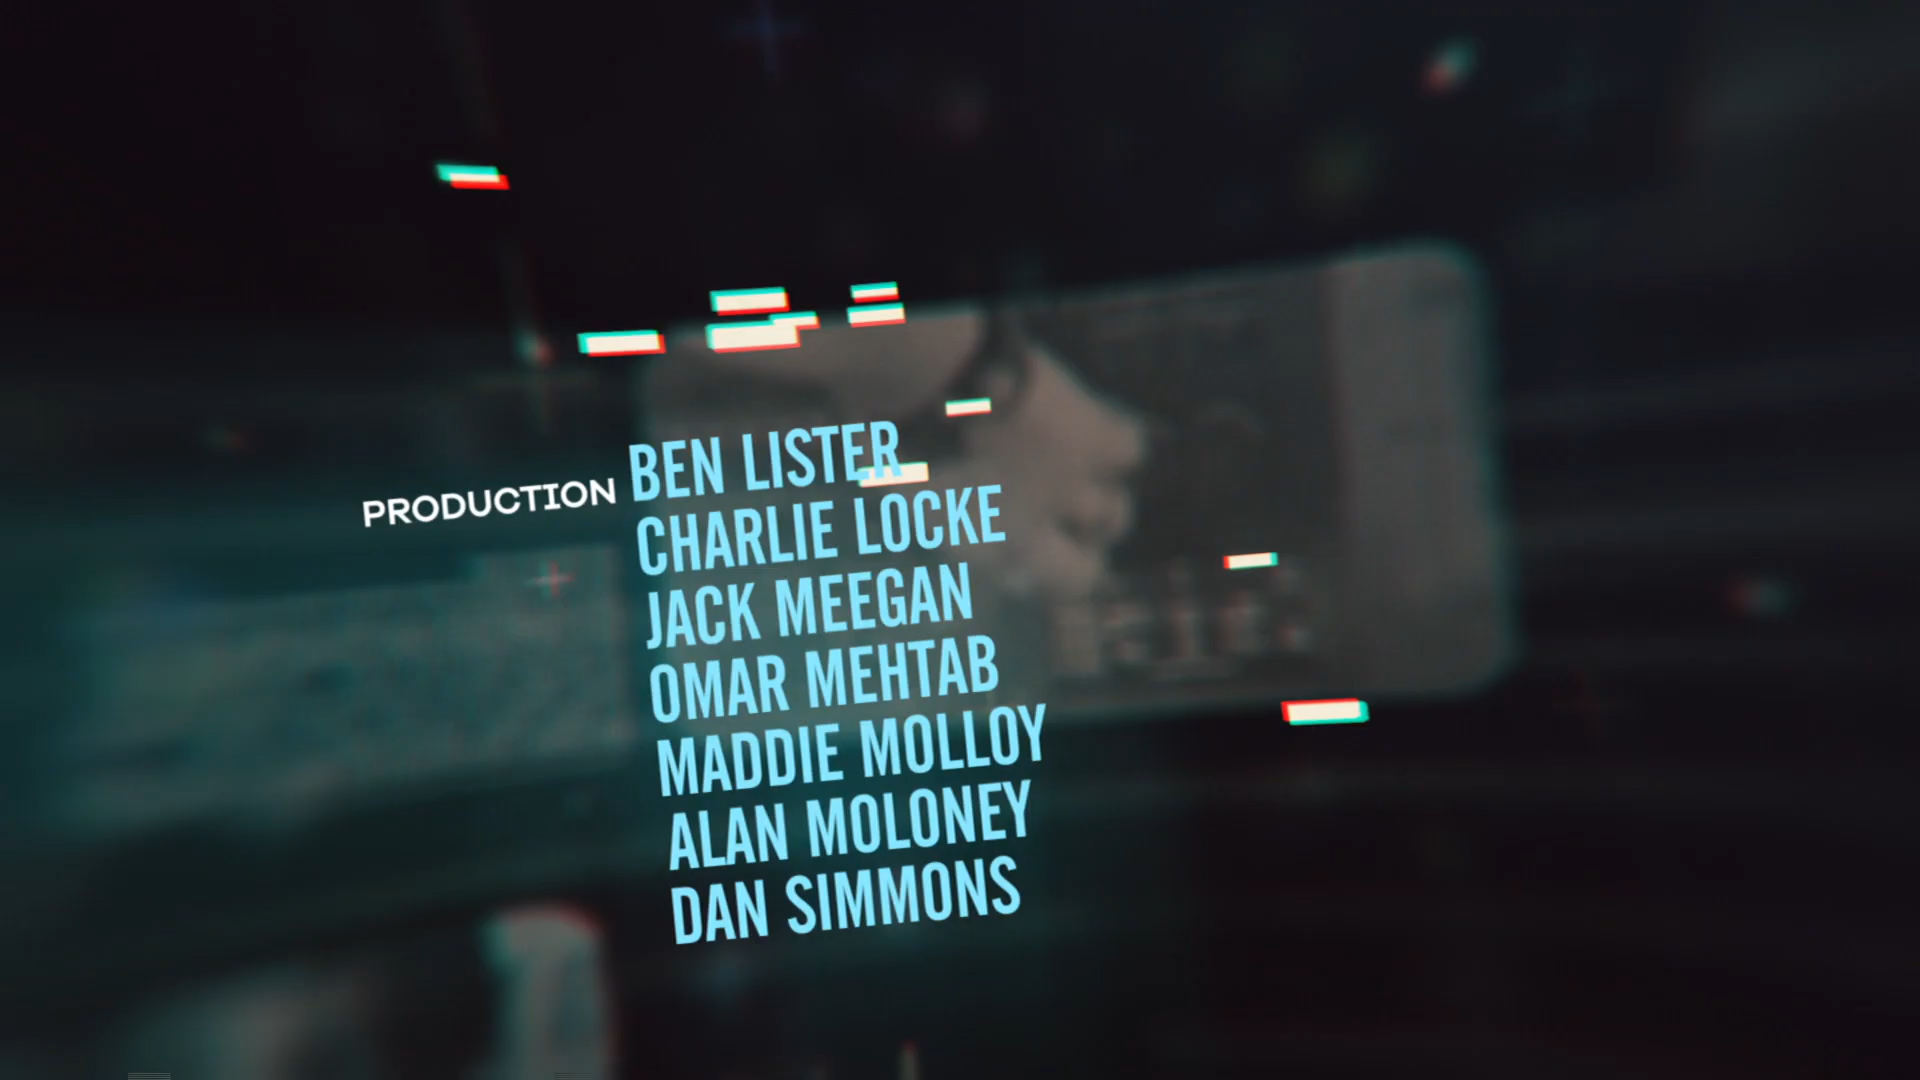 PRODUCTION
BEN LISTER
CHARLIE LOCKE
JACK MEEGAN
OMAR MEHTAB
MADDIE MOLLOY
ALAN MOLONEY
DAN SIMMONS